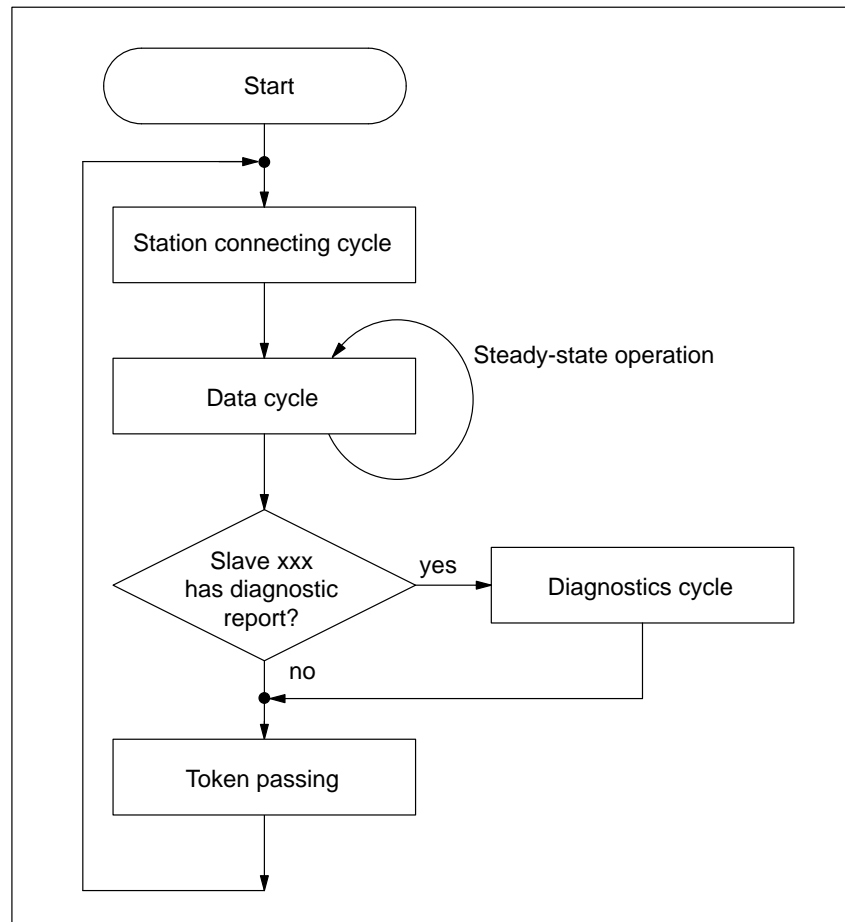 Start
Station connecting cycle
Steady-state operation
Data cycle
Slave xxx
has diagnostic
report?
yes
Diagnostics cycle
no
Token passing